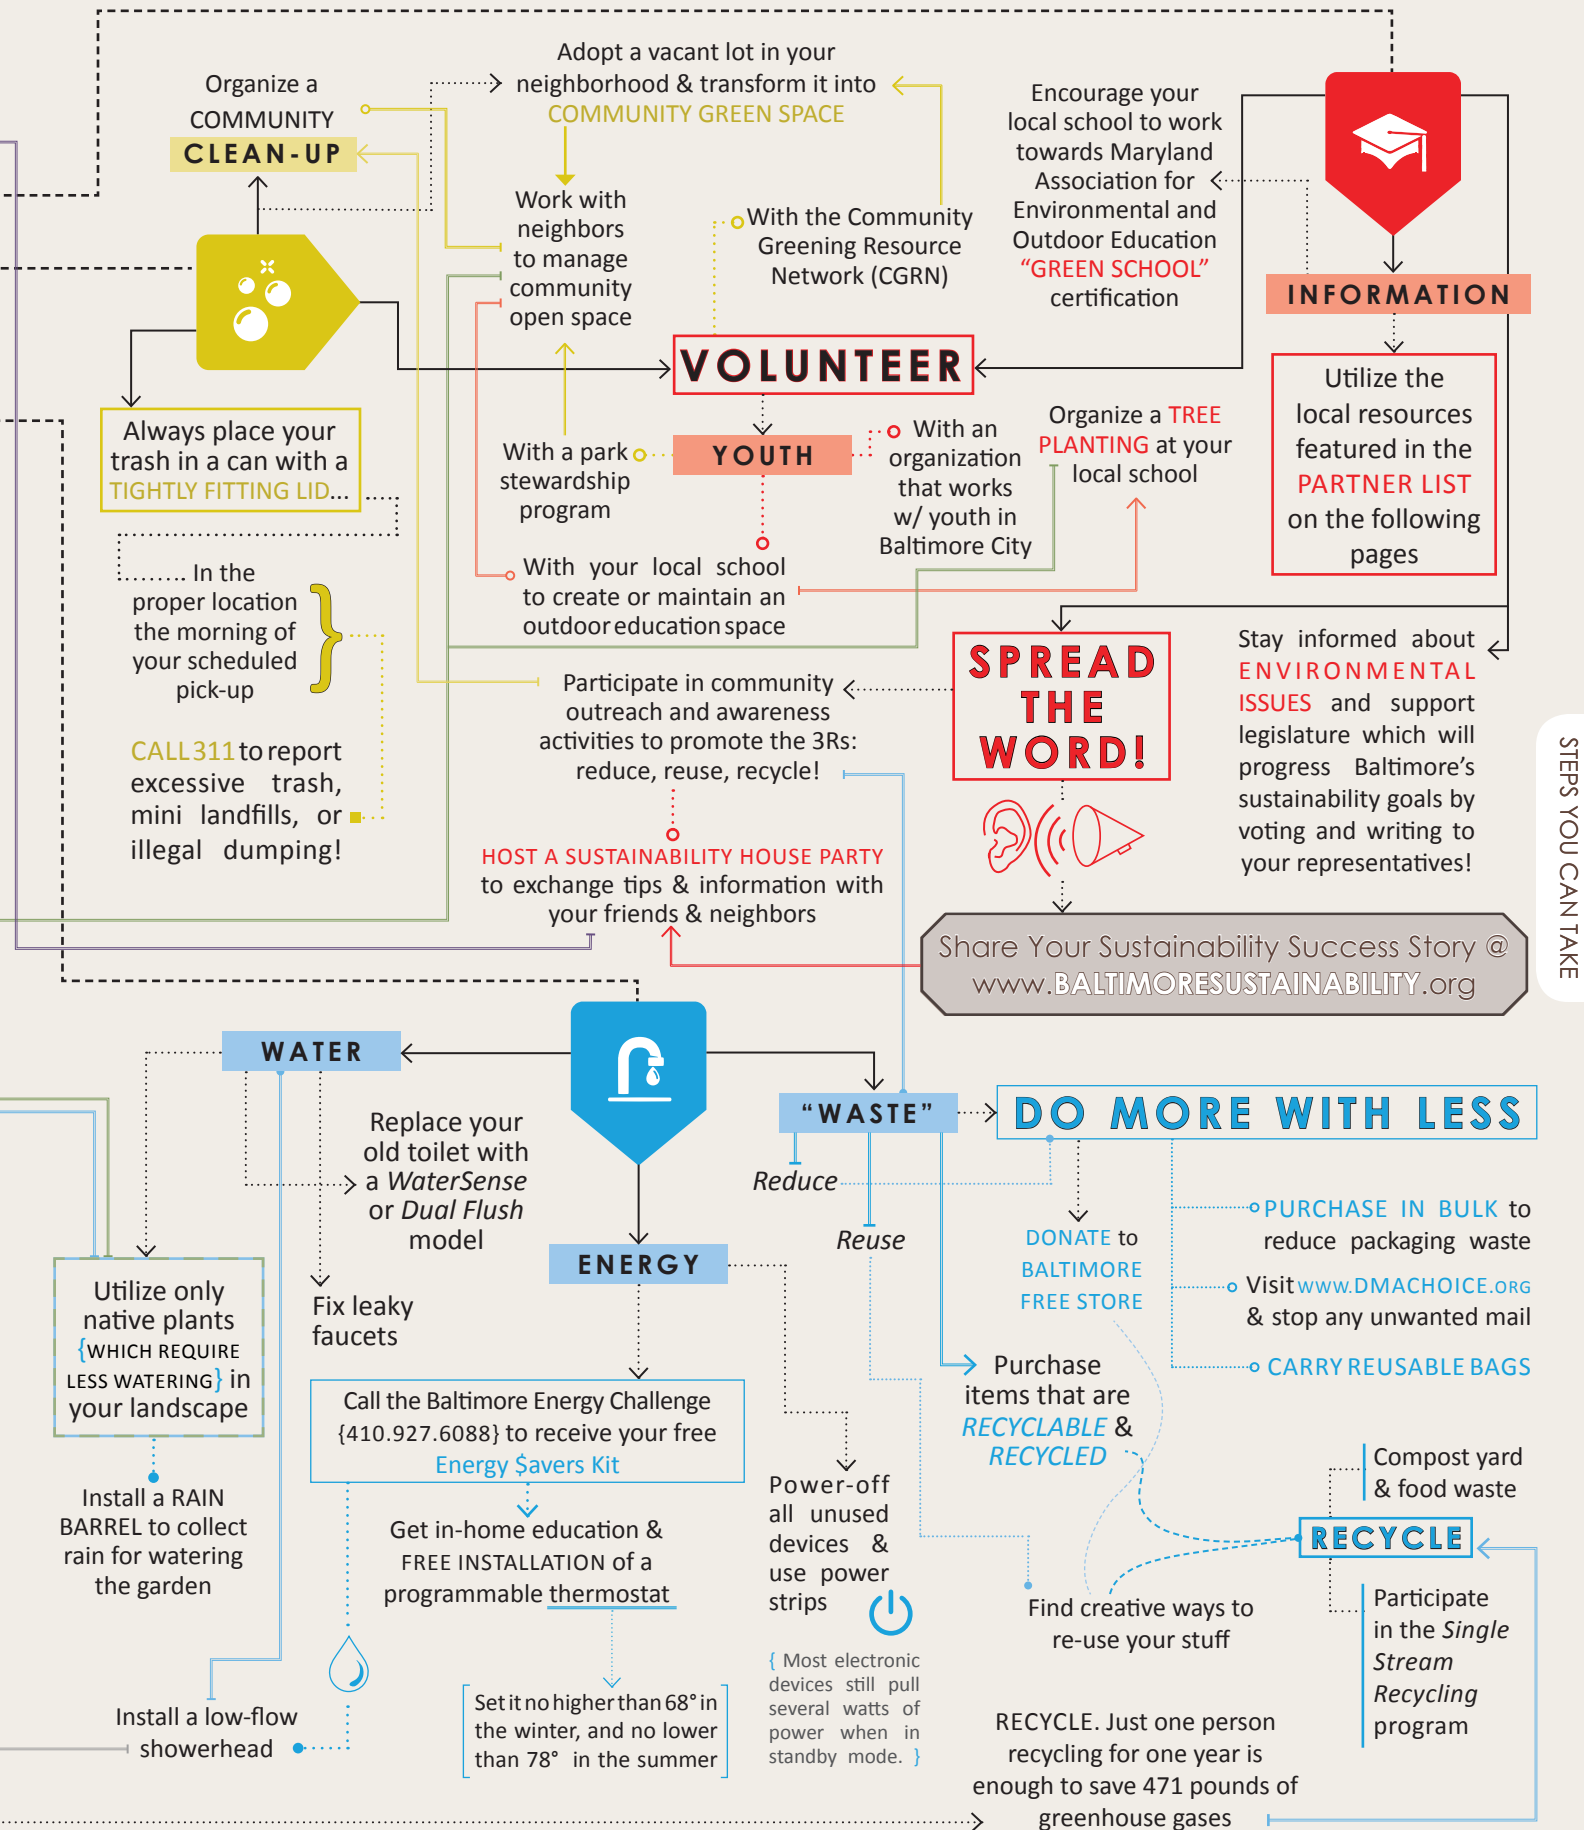 Organize a
COMMUNITY
CLEAN-UP
Adopt a vacant lot in your
neighborhood & transform it into
COMMUNITY GREEN SPACE
Encourage your
local school to work
towards Maryland
Association for
Environmental and
Outdoor Education
“GREEN SCHOOL”
certification
Work with
neighbors
to manage
community
open space
With the Community
Greening Resource
Network (CGRN)
INFORMATION
VOLUNTEER
Utilize the
local resources
featured in the
PARTNER LIST
on the following
pages
Always place your
trash in a can with a
TIGHTLY FITTING LID...
With a park
stewardship
program
YOUTH
With an
organization
that works
w/ youth in
Baltimore City
Organize a TREE
PLANTING at your
local school
In the
proper location
the morning of
your scheduled
pick-up
}
With your local school
to create or maintain an
outdoor education space
CALL 311 to report
excessive trash,
mini landfills, or
illegal dumping!
Participate in community
outreach and awareness
activities to promote the 3Rs:
reduce, reuse, recycle!
SPREAD
THE
WORD!
Stay informed about
ENVIRONMENTAL
ISSUES and support
legislature which will
progress Baltimore’s
sustainability goals by
voting and writing to
your representatives!
HOST A SUSTAINABILITY HOUSE PARTY
to exchange tips & information with
your friends & neighbors
Share Your Sustainability Success Story @
www.BALTIMORESUSTAINABILITY.org
STEPS YOU CAN TAKE
WATER
Replace your
old toilet with
a WaterSense
or Dual Flush
model
“WASTE”
DO MORE WITH LESS
Reduce
Reuse
ENERGY
DONATE to
BALTIMORE
FREE STORE
PURCHASE IN BULK to
reduce packaging waste
Visit WWW.DMACHOICE.ORG
& stop any unwanted mail
CARRY REUSABLE BAGS
Utilize only
native plants
{WHICH REQUIRE
LESS WATERING} in
your landscape
Fix leaky
faucets
Call the Baltimore Energy Challenge
{410.927.6088} to receive your free
Energy $avers Kit
Purchase
items that are
RECYCLABLE &
RECYCLED
Install a RAIN
BARREL to collect
rain for watering
the garden
Get in-home education &
FREE INSTALLATION of a
programmable thermostat
Power-off
all unused
devices &
use power
strips
Compost yard
& food waste
RECYCLE
Find creative ways to
re-use your stuff
Participate
in the Single
Stream
Recycling
program
{ Most electronic
devices still pull
several watts of
power when in
standby mode. }
Install a low-flow
showerhead
Set it no higher than 68° in
the winter, and no lower
than 78° in the summer
RECYCLE. Just one person
recycling for one year is
enough to save 471 pounds of
greenhouse gases